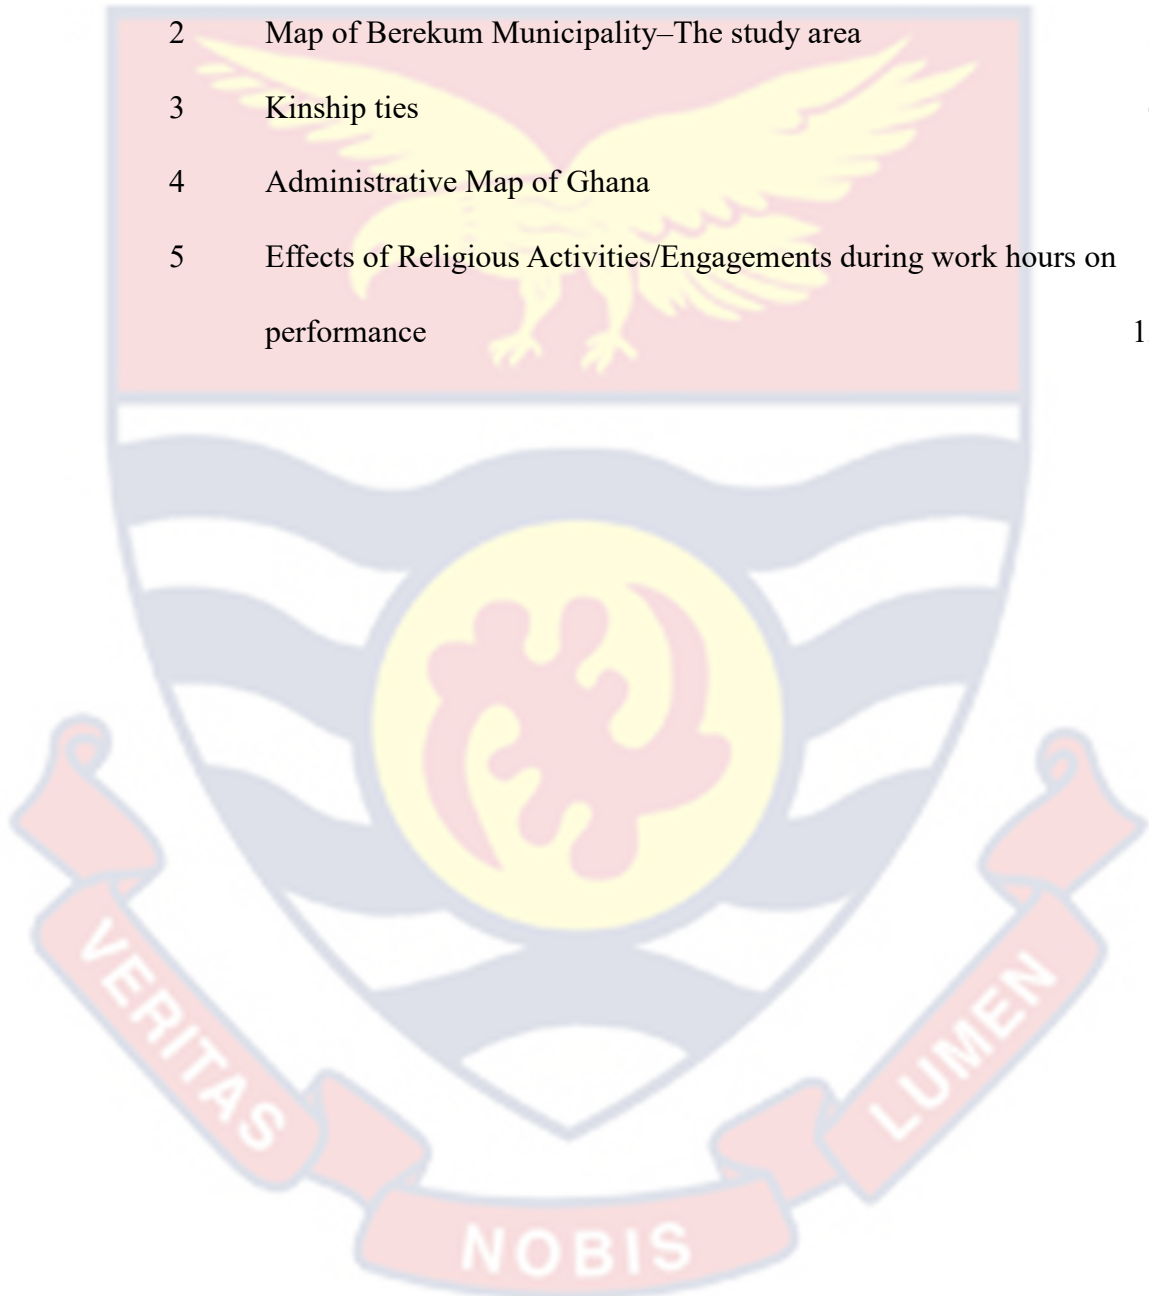 2 Map of Berekum Municipality–The study area
3 Kinship ties
4 Administrative Map of Ghana
5 Effects of Religious Activities/Engagements during work hours on
performance 1
VERITAS
NOBIS
LUMEN